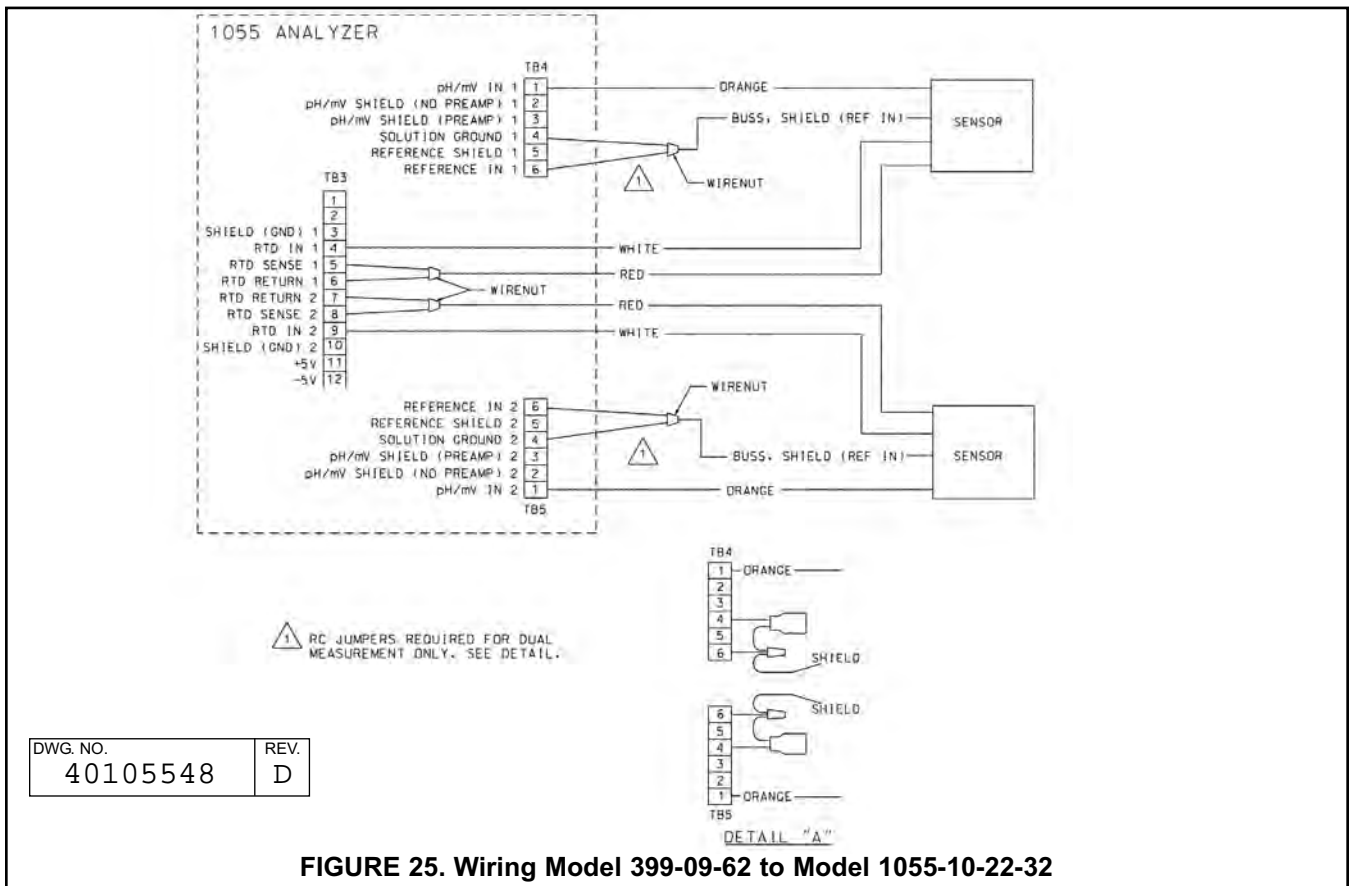 1055 ANALYZER
TB4
pH/mV IN 1 1
pH/mV SHIELD (NO PREAMP) 1 2
pH/mV SHIELD (PREAMP) 1 3
SOLUTION GROUND 1 4
REFERENCE SHIELD 1 5
REFERENCE IN 1 6
ORANGE
BUSS, SHIELD (REF IN)
SENSOR
1
WIRENUT
TB3
1
2
SHIELD (GND) 1 3
RTD IN 1 4
RTD SENSE 1 5
RTD RETURN 1 6
RTD RETURN 2 7
RTD SENSE 2 8
RTD IN 2 9
SHIELD (GND) 2 10
+5V 11
-5V 12
WHITE
RED
WIRENUT
RED
WHITE
WIRENUT
REFERENCE IN 2 6
REFERENCE SHIELD 2 5
SOLUTION GROUND 2 4
pH/mV SHIELD (PREAMP) 2 3
pH/mV SHIELD (NO PREAMP) 2 2
pH/mV IN 2 1
TB5
1
BUSS, SHIELD (REF IN)
SENSOR
ORANGE
TB4
1 ORANGE
2
3
4
5
6
SHIELD
1 RC JUMPERS REQUIRED FOR DUAL
MEASUREMENT ONLY. SEE DETAIL.
SHIELD
6
5
4
3
2
1 ORANGE
TB5
DETAIL "A"
DWG. NO. REV.
40105548 D
FIGURE 25. Wiring Model 399-09-62 to Model 1055-10-22-32